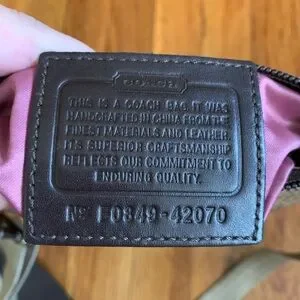 COACH
THIS IS A COACH BAG. IT WAS
HANDCRAFTED IN CHINA FROM THE
FINEST MATERIALS AND LEATHER.
ITS SUPERIOR CRAFTSMANSHIP
REFLECTS OUR COMMITMENT TO
ENDURING QUALITY.
Nº F0849-42070